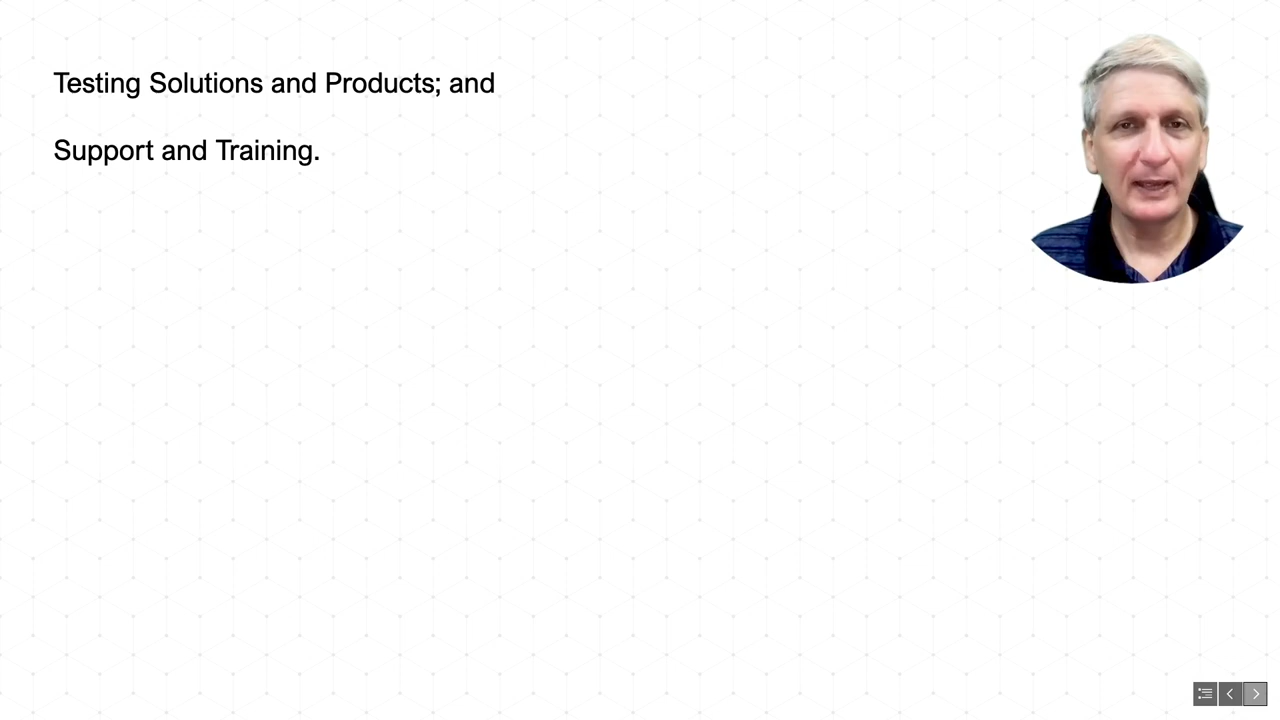 Testing Solutions and Products; and
Support and Training.